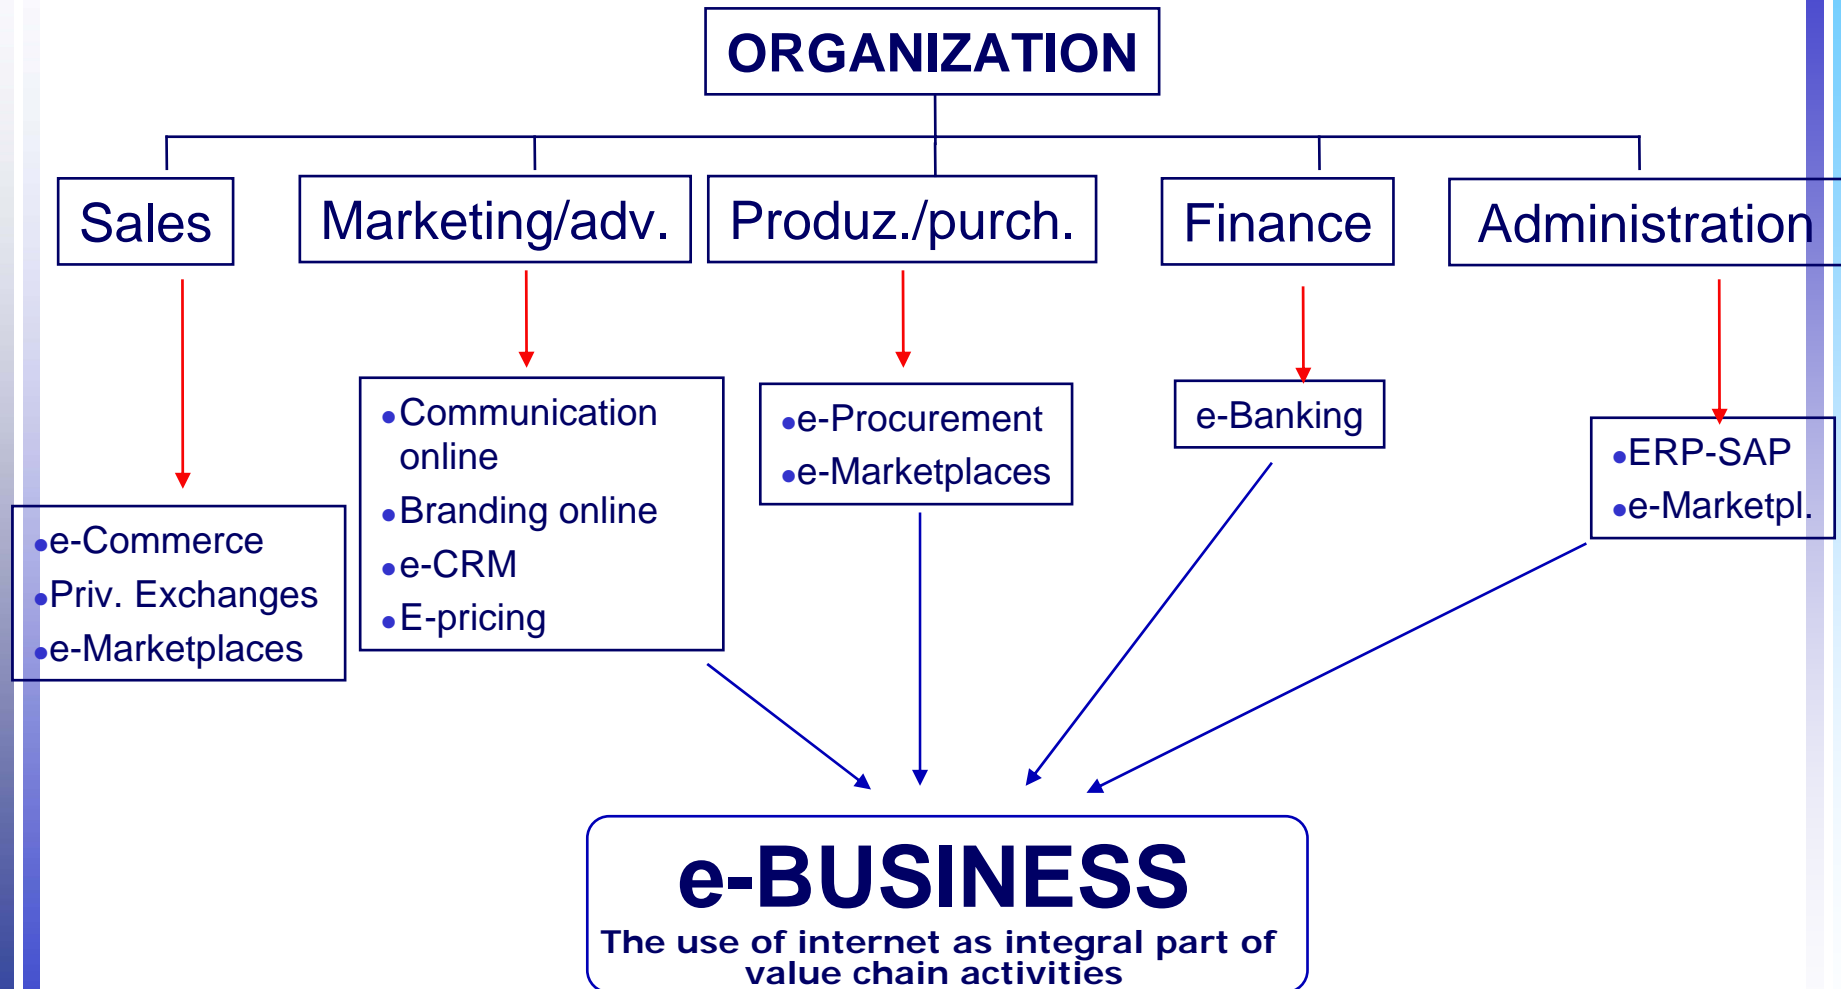 ORGANIZATION
Sales
Marketing/adv.
Produz./purch.
Finance
Administration
•e-Commerce
•Priv. Exchanges
•e-Marketplaces
•Communication
online
•Branding online
•e-CRM
•E-pricing
•e-Procurement
•e-Marketplaces
e-Banking
•ERP-SAP
•e-Marketpl.
e-BUSINESS
The use of internet as integral part of
value chain activities